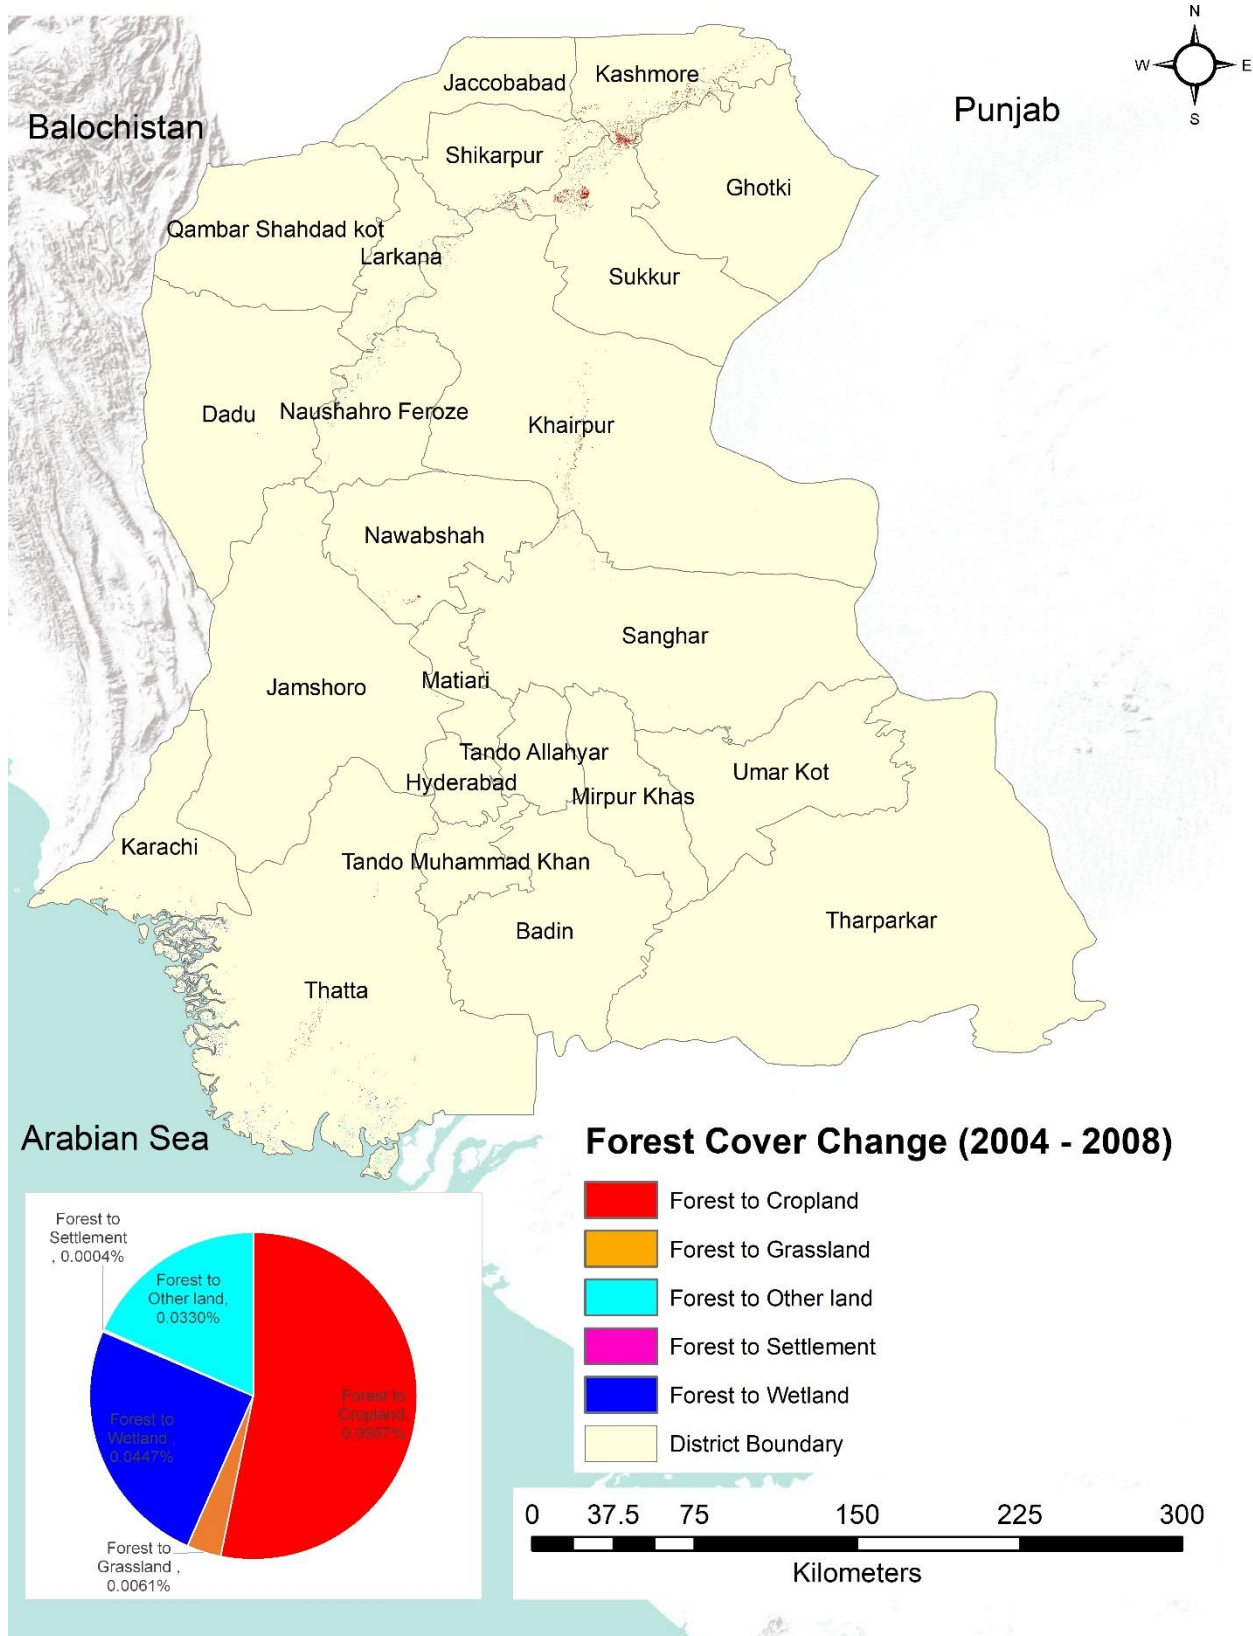 N
W
E
S
Balochistan
Punjab
Jaccobabad
Kashmore
Shikarpur
Ghotki
Qambar Shahdad kot
Larkana
Sukkur
Dadu
Naushahro Feroze
Khairpur
Nawabshah
Sanghar
Jamshoro
Matiari
Tando Allahyar
Hyderabad
Mirpur Khas
Umar Kot
Karachi
Tando Muhammad Khan
Badin
Tharparkar
Thatta
Arabian Sea
Forest Cover Change (2004 - 2008)
Forest to Cropland
Forest to Grassland
Forest to Other land
Forest to Settlement
Forest to Wetland
District Boundary
Forest to
Settlement
, 0.0004%
Forest to
Other land,
0.0330%
Forest to
Cropland,
Forest to
Wetland ,
0.0447%
Forest to
Grassland ,
0.0061%
0 37.5 75 150 225 300
Kilometers